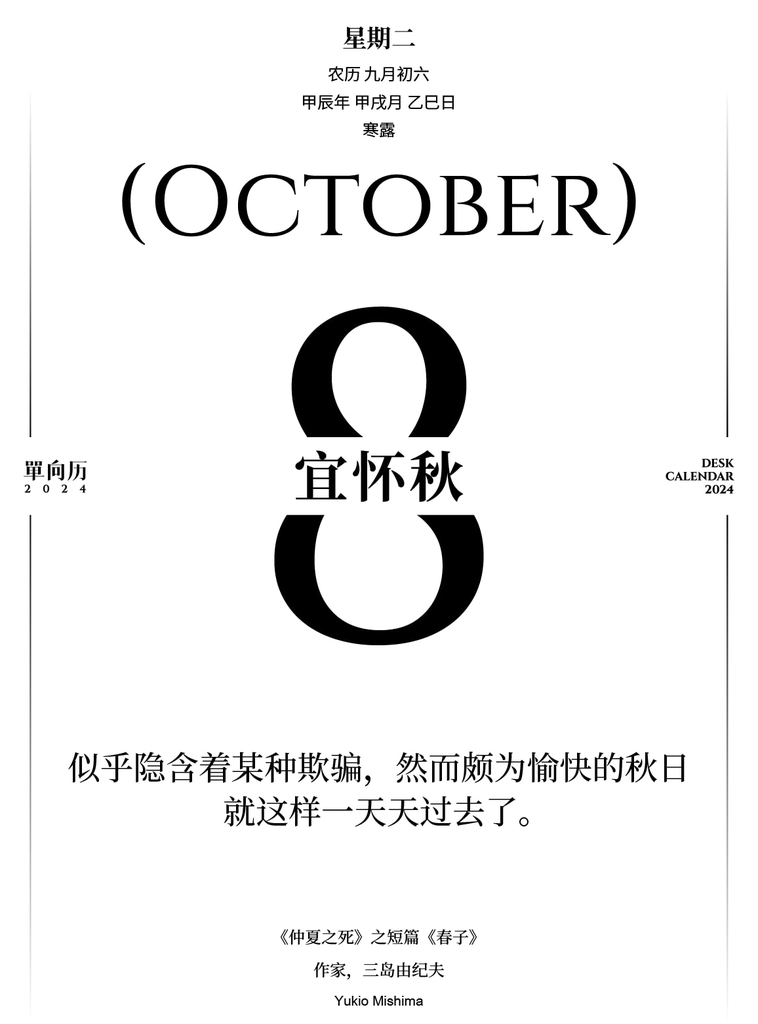 星期二
农历 九月初六
甲辰年 甲戌月 乙巳日
寒露
(OCTOBER)
8
單向历
2024
宜怀秋
DESK
CALENDAR
2024
似乎隐含着某种欺骗，然而颇为愉快的秋日
就这样一天天过去了。
《仲夏之死》之短篇《春子》
作家，三岛由纪夫
Yukio Mishima